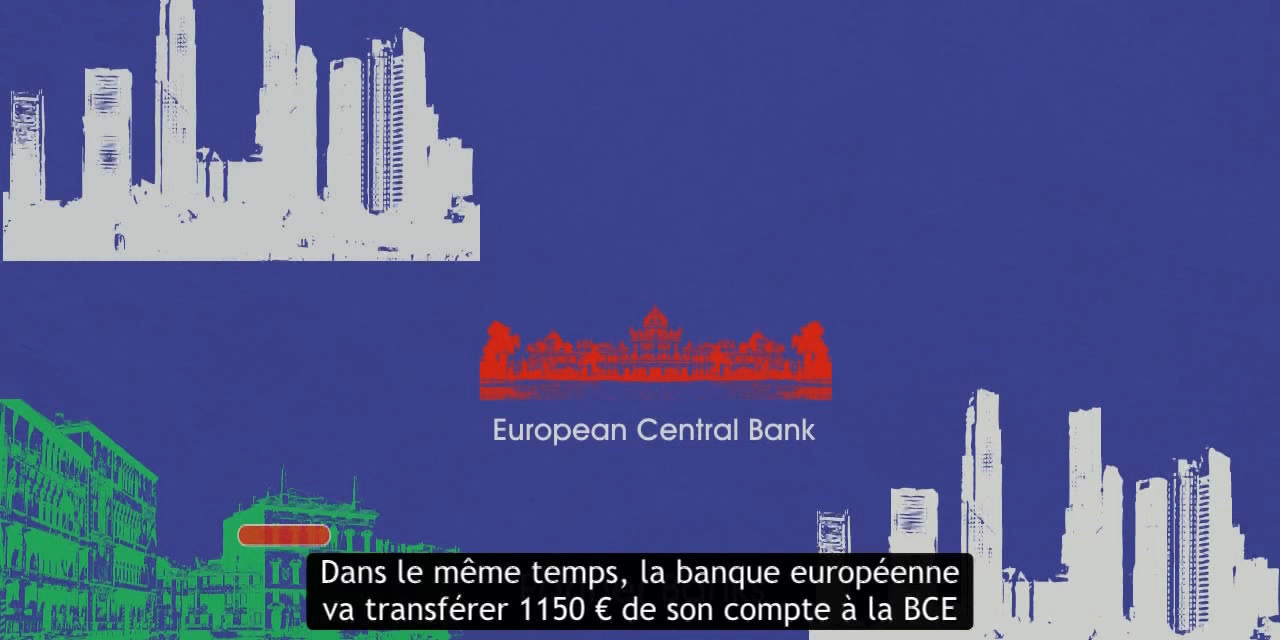 European Central Bank
Dans le même temps, la banque européenne
va transférer 1150 € de son compte à la BCE